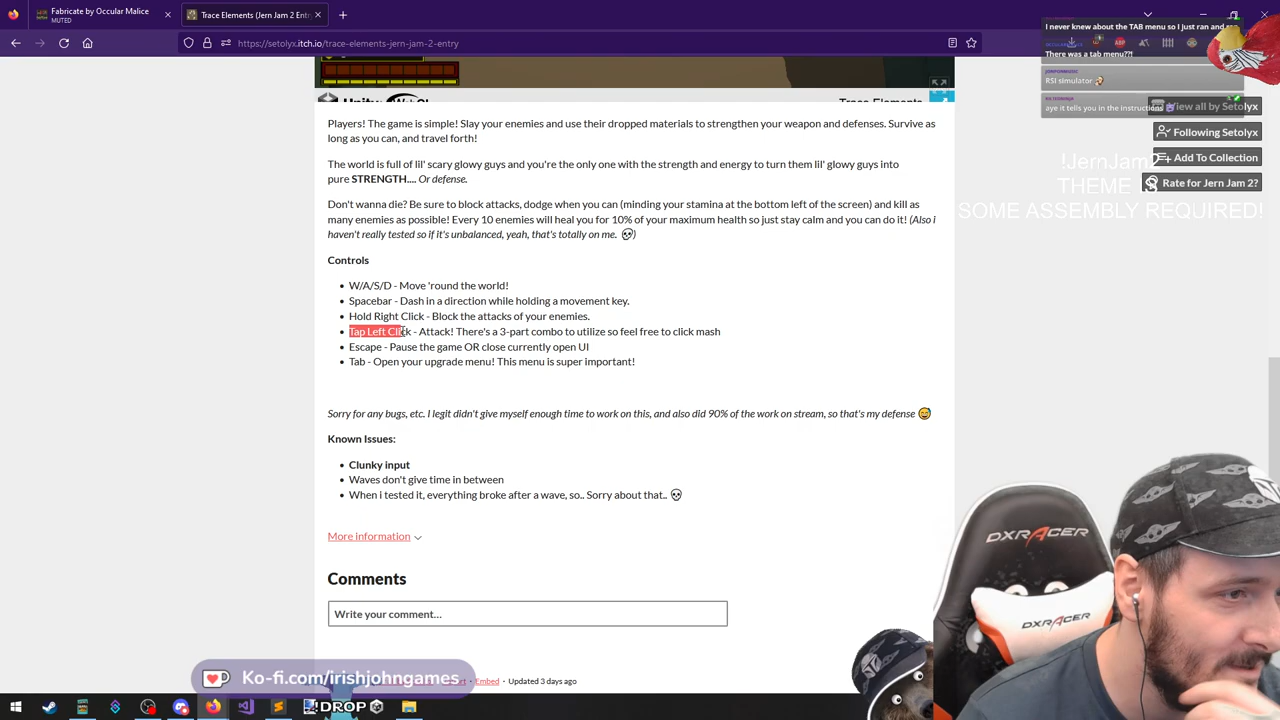 Fabricate by Occular Malice
MUTED
Trace Elements (Jern Jam 2 Entr
https://setolyx.itch.io/trace-elements-jern-jam-2-entry
I never knew about the TAB menu so I just ran and
There was a tab menu??!
RSI simulator
aye it tells you in the instructions
View all by Setolyx
Following Setolyx
Add To Collection
Rate for Jern Jam 2?
!JernJam2
THEME IS
SOME ASSEMBLY REQUIRED!
Players! The game is simple! Slay your enemies and use their dropped materials to strengthen your weapon and defenses. Survive as
long as you can, and travel forth!
The world is full of lil' scary glowy guys and you're the only one with the strength and energy to turn them lil' glowy guys into
pure STRENGTH.... Or defense.
Don't wanna die? Be sure to block attacks, dodge when you can (minding your stamina at the bottom left of the screen) and kill as
many enemies as possible! Every 10 enemies will heal you for 10% of your maximum health so just stay calm and you can do it! (Also i
haven't really tested so if it's unbalanced, yeah, that's totally on me. 💀)
Controls
• W/A/S/D - Move 'round the world!
• Spacebar - Dash in a direction while holding a movement key.
• Hold Right Click - Block the attacks of your enemies.
• Tap Left Click - Attack! There's a 3-part combo to utilize so feel free to click mash
• Escape - Pause the game OR close currently open UI
• Tab - Open your upgrade menu! This menu is super important!
Sorry for any bugs, etc. I legit didn't give myself enough time to work on this, and also did 90% of the work on stream, so that's my defense 😅
Known Issues:
• Clunky input
• Waves don't give time in between
• When i tested it, everything broke after a wave, so.. Sorry about that.. 💀
More information
Comments
Write your comment...
Ko-fi.com/irishjohngames
Embed • Updated 3 days ago
!DROP
DXRACER
DXRACER